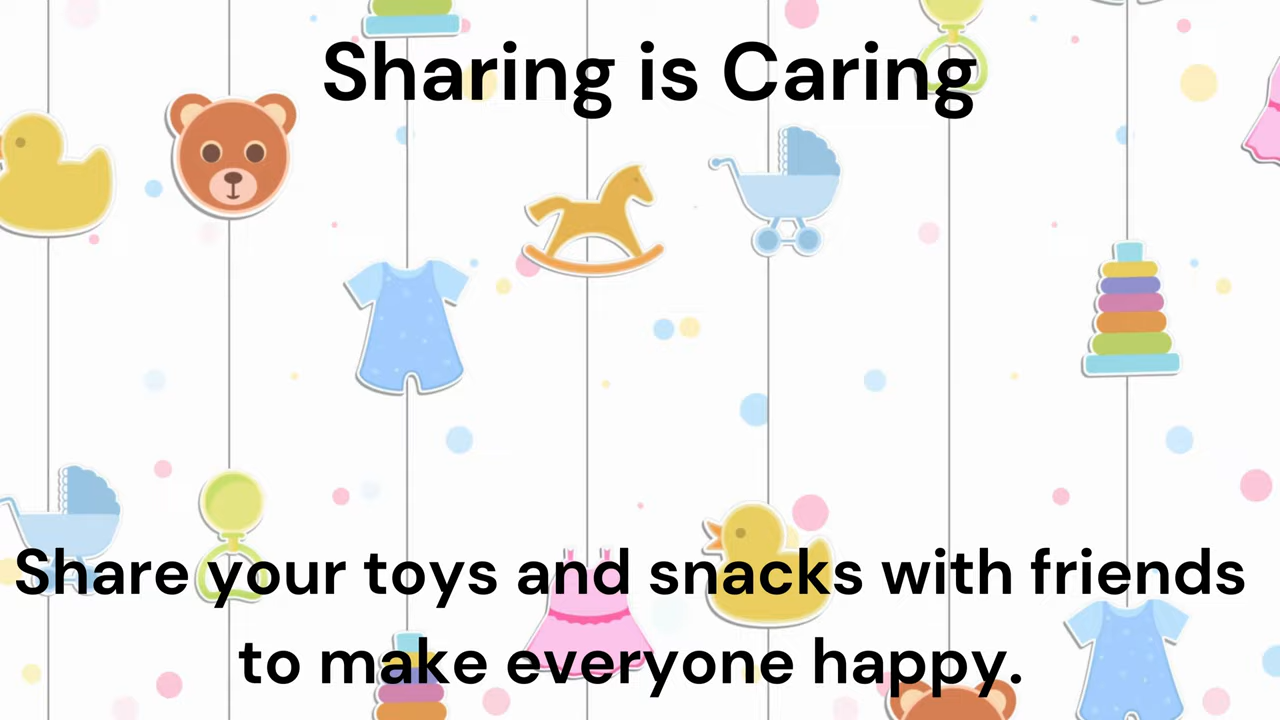 Sharing is Caring
Share your toys and snacks with friends
to make everyone happy.